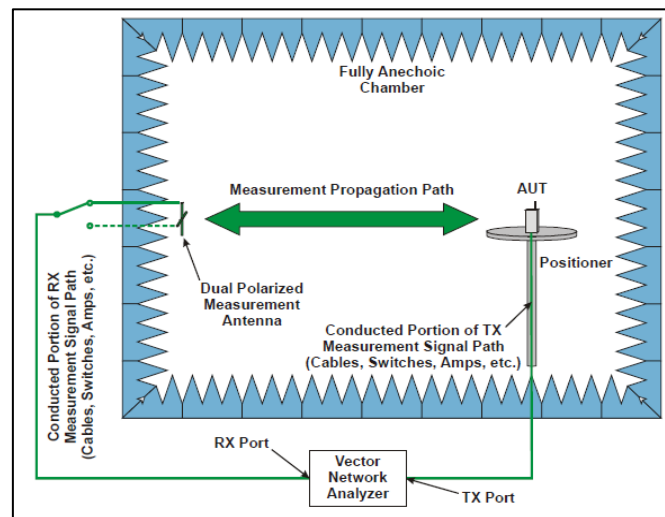 Fully Anechoic
Chamber
Measurement Propagation Path
AUT
Positioner
Dual Polarized
Measurement
Antenna
Conducted Portion of TX
Measurement Signal Path
(Cables, Switches, Amps, etc.)
Conducted Portion of RX
Measurement Signal Path
(Cables, Switches, Amps, etc.)
RX Port
Vector
Network
Analyzer
TX Port